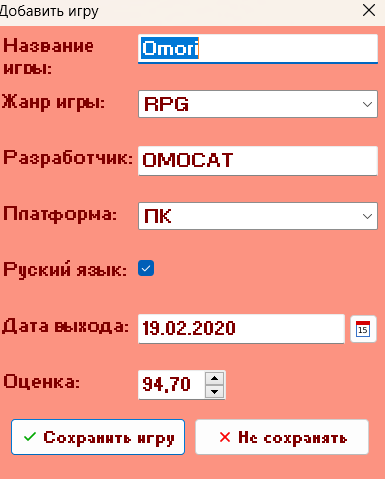 Добавить игру
Название
игры:
Omori
Жанр игры:
RPG
Разработчик:
OMOCAT
Платформа:
ПК
Руский язык:
Дата выхода:
19.02.2020
15
Оценка:
94,70
Сохранить игру
Не сохранять